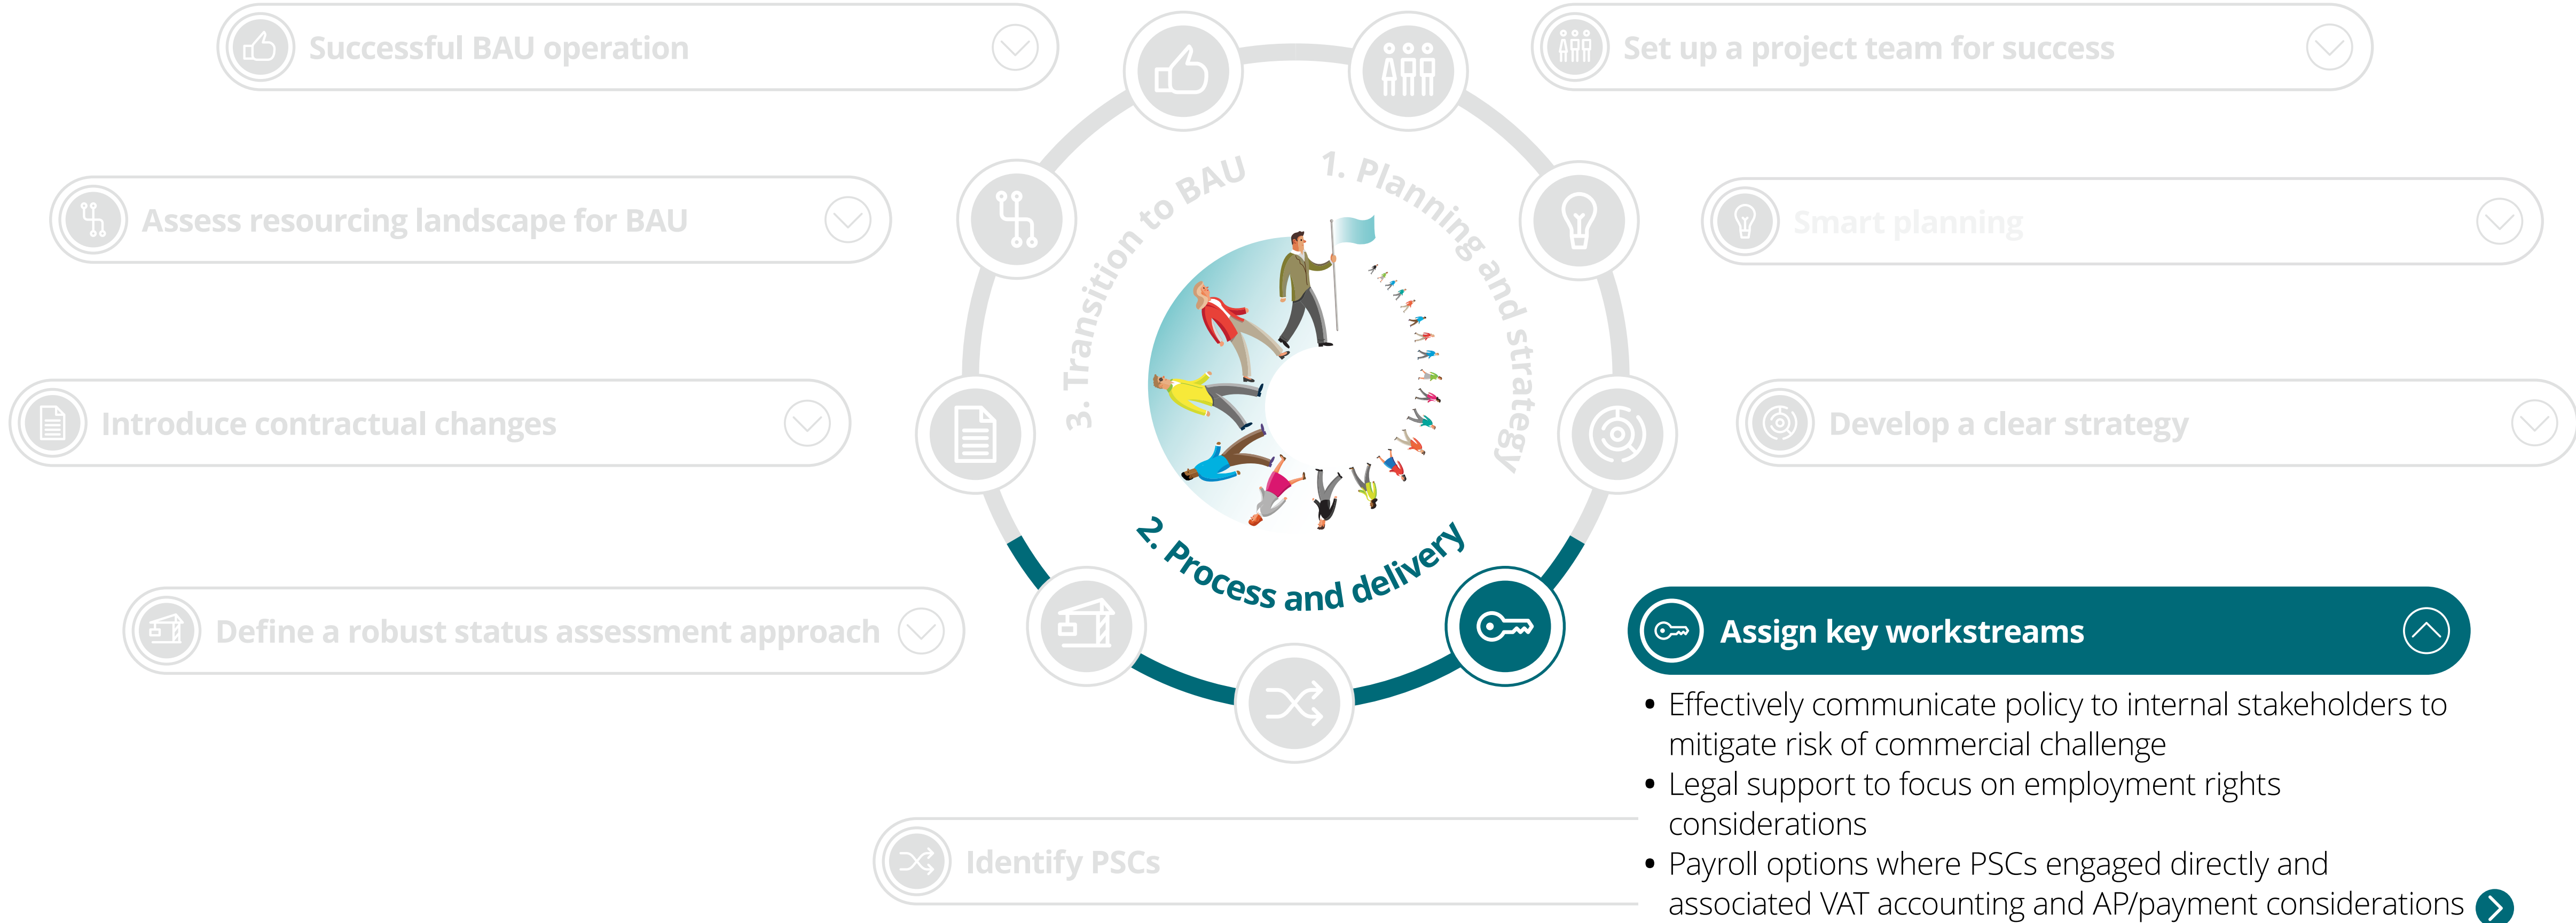 Successful BAU operation
Set up a project team for success
Assess resourcing landscape for BAU
Smart planning
Introduce contractual changes
Develop a clear strategy
Define a robust status assessment approach
Identify PSCs
3. Transition to BAU
1. Planning and strategy
2. Process and delivery
Assign key workstreams
• Effectively communicate policy to internal stakeholders to
mitigate risk of commercial challenge
• Legal support to focus on employment rights
considerations
• Payroll options where PSCs engaged directly and
associated VAT accounting and AP/payment considerations